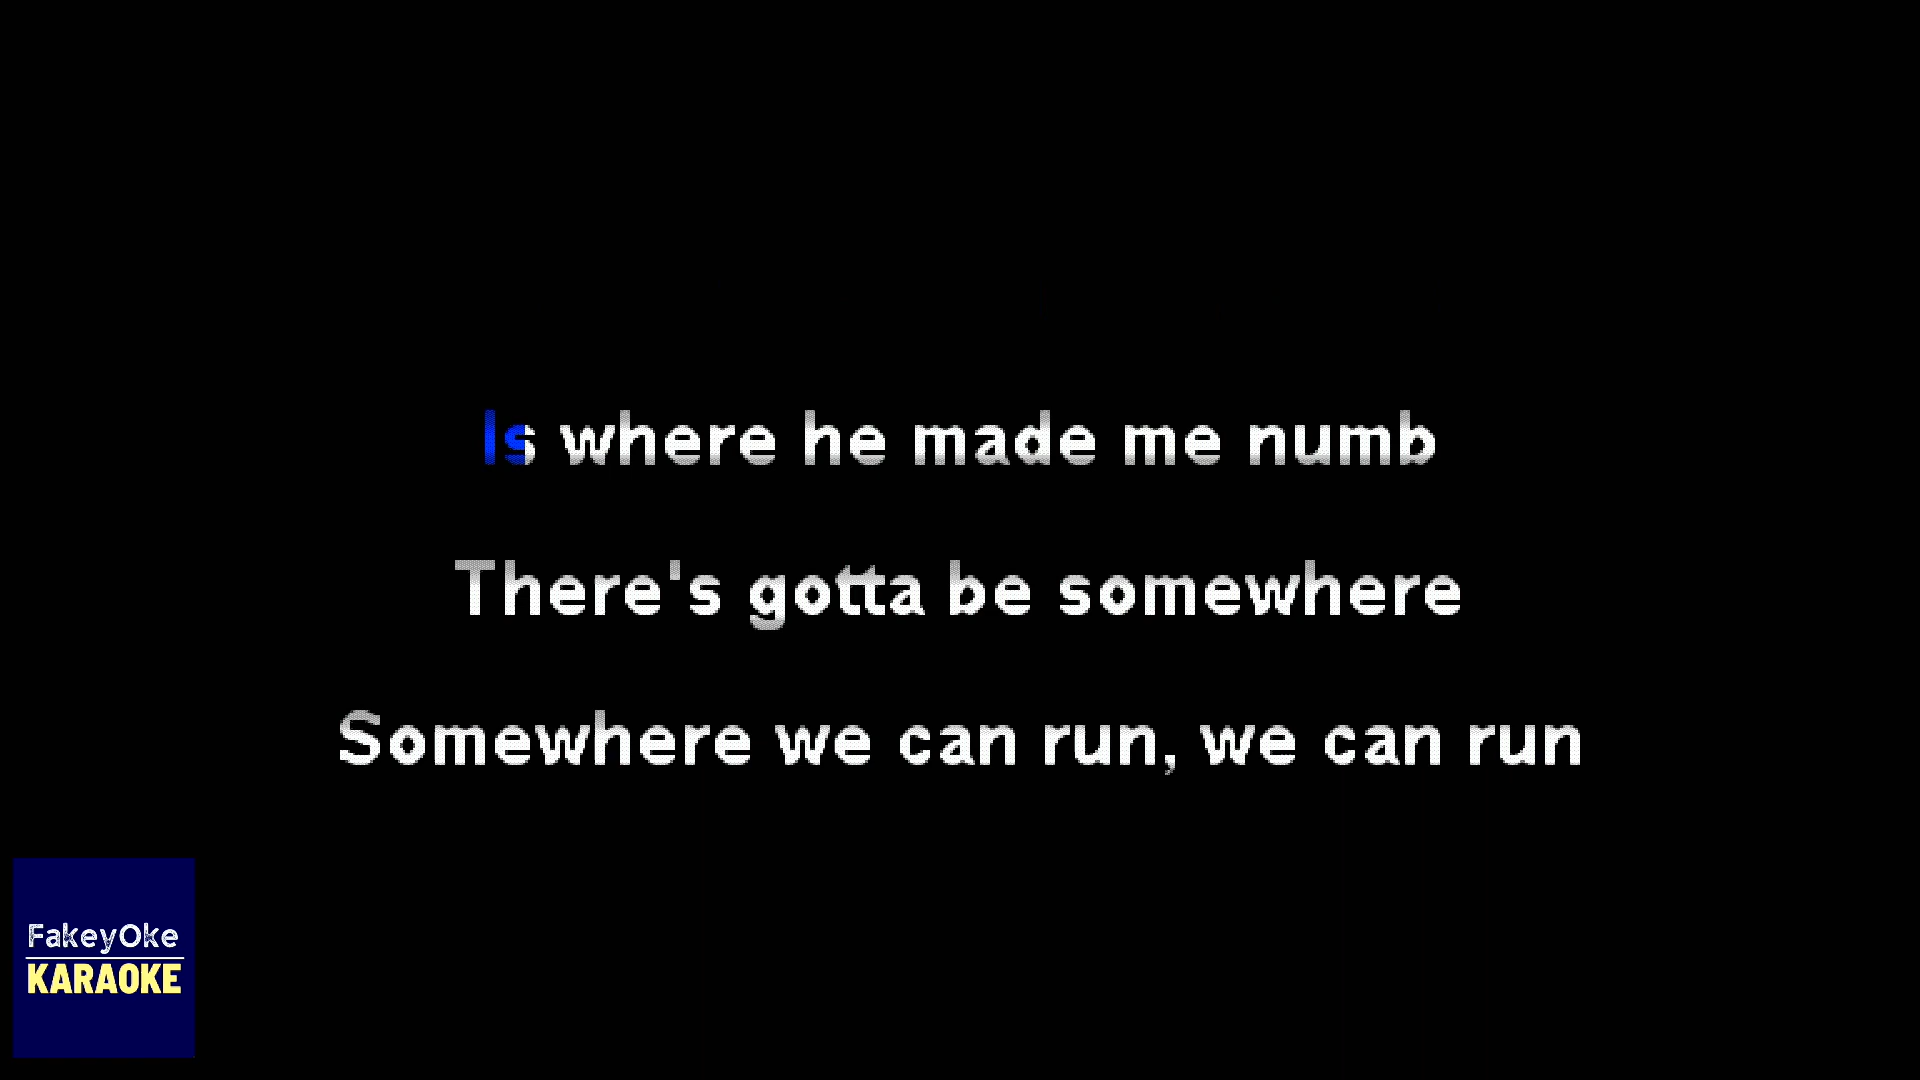 Is where he made me numb
There's gotta be somewhere
Somewhere we can run, we can run
FakeyOke
KARAOKE